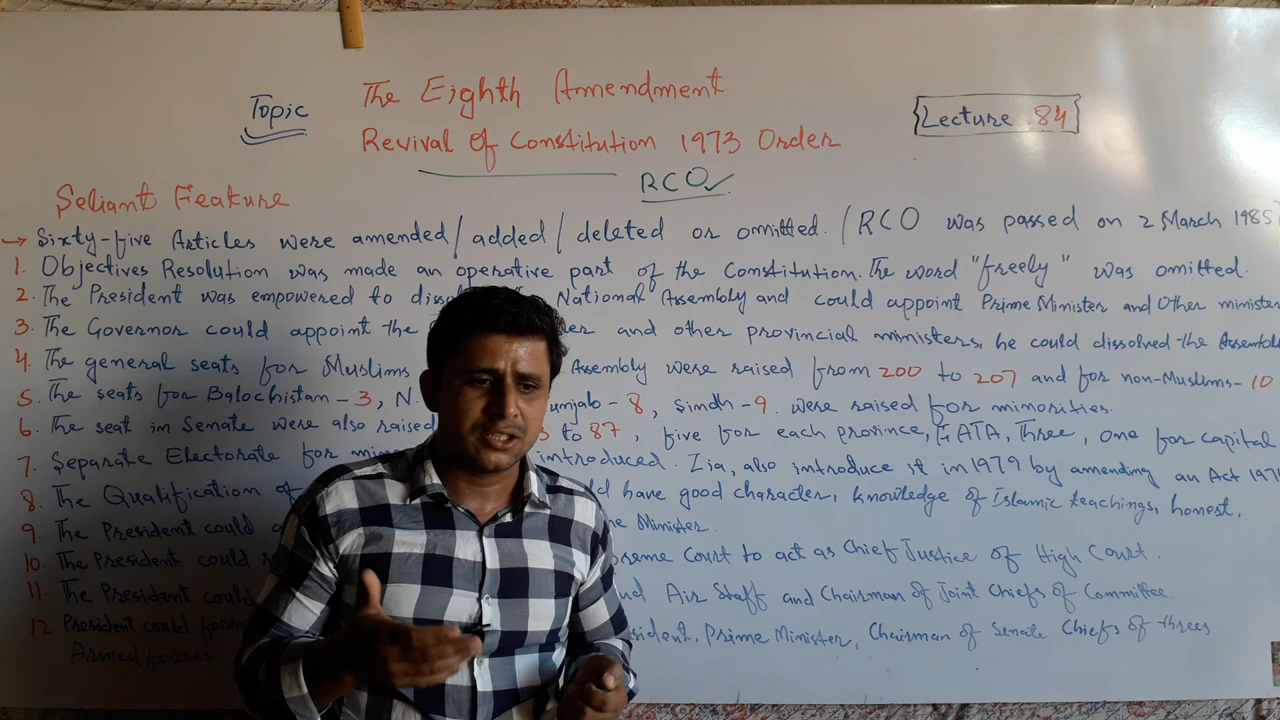 Topic
The Eighth Amendment
Revival of Constitution 1973 Order
Lecture 84
RCO✓
Seliant Feature
→ Sixty-five Articles were amended/added/deleted or omitted. (RCO was passed on 2 March 1985)
1. Objectives Resolution was made an operative part of the Constitution. The word "freely" was omitted.
2. The President was empowered to National Assembly and could appoint Prime Minister and Other minister
3. The Governor could appoint the and other provincial ministers, he could dissolved the
4. The general seats for Muslims Assembly were raised from 200 to 207 and for non-Muslims - 10
5. The seats for Balochistan - 3, N. - 8, Sindh - 9. were raised for minorities.
6. The seat in Senate were also raised to 87, five for each province, FATA, Three, one for capital
7. Separate Electorate for introduced. Zia, also introduce it in 1979 by amending an Act
8. The Qualification of have good character, knowledge of Islamic teachings, honest,
9. The President could Minister.
10. The President could Court to act as Chief Justice of High Court.
11. The President could Air Staff and Chairman of Joint Chiefs of Committee.
12. President could Prime Minister, Chairman of Senate Chiefs of threes
Armed forces.